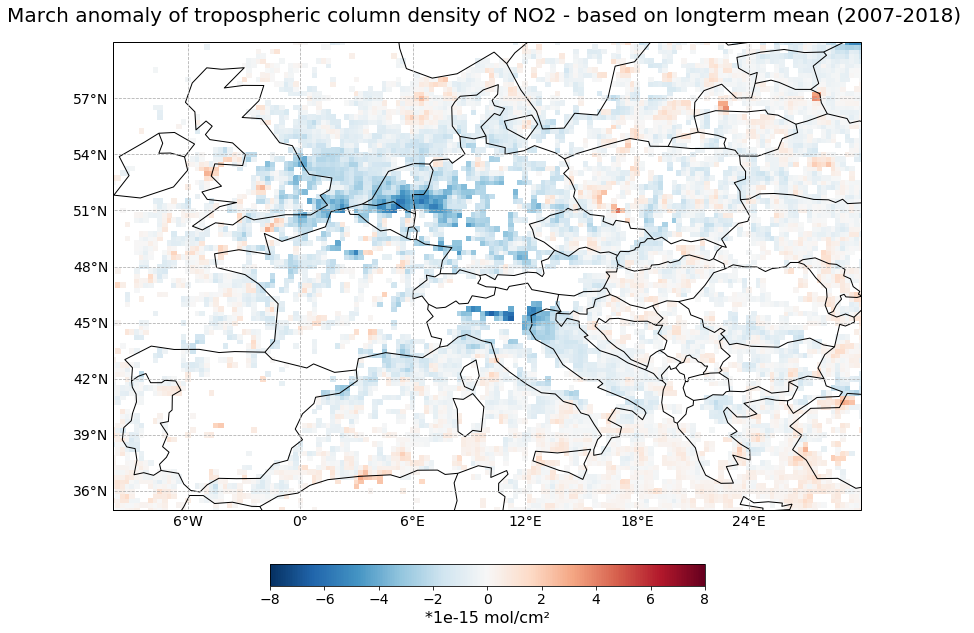 March anomaly of tropospheric column density of NO2 - based on longterm mean (2007-2018)
57°N
54°N
51°N
48°N
45°N
42°N
39°N
36°N
6°W 0° 6°E 12°E 18°E 24°E
−8 −6 −4 −2 0 2 4 6 8
*1e-15 mol/cm²